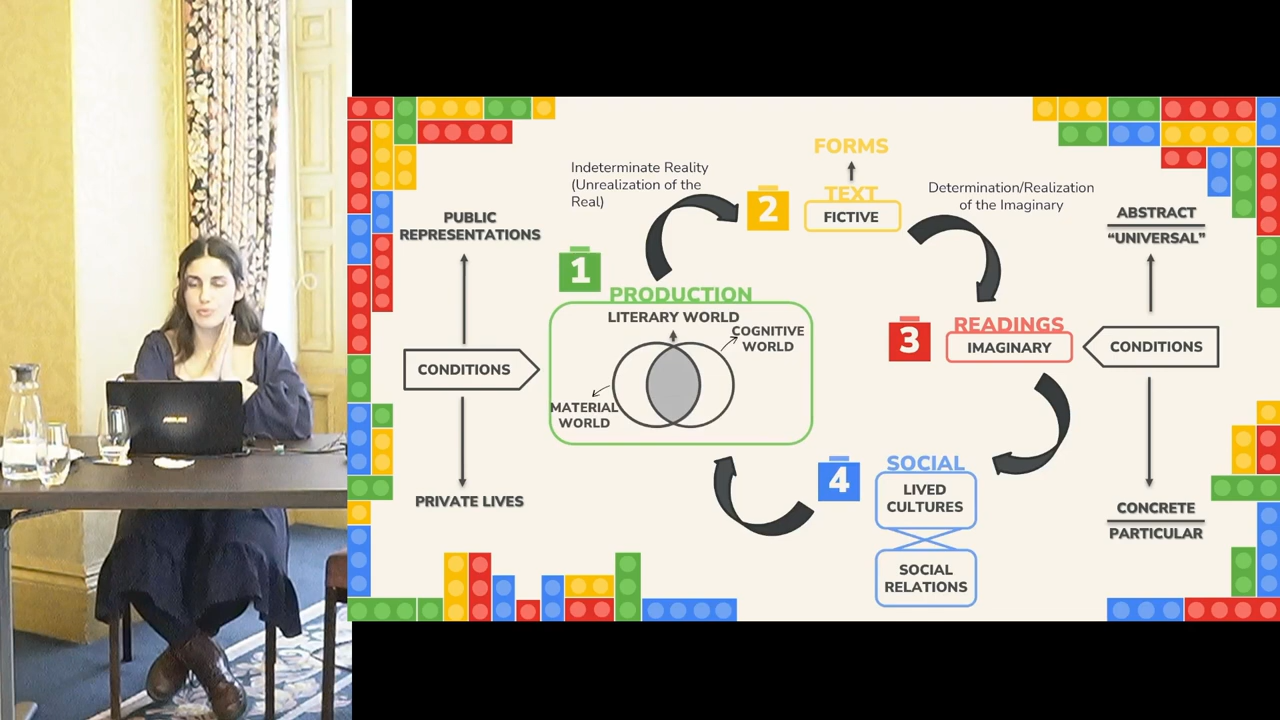 FORMS
Indeterminate Reality
(Unrealization of the
Real)
2
TEXT
FICTIVE
Determination/Realization
of the Imaginary
PUBLIC
REPRESENTATIONS
ABSTRACT
“UNIVERSAL”
1
PRODUCTION
LITERARY WORLD
COGNITIVE
WORLD
MATERIAL
WORLD
3
READINGS
IMAGINARY
CONDITIONS
CONDITIONS
4
SOCIAL
LIVED
CULTURES
SOCIAL
RELATIONS
PRIVATE LIVES
CONCRETE
PARTICULAR
ASUS